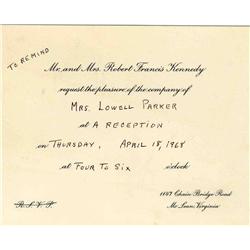 TO REMIND
Mr. and Mrs. Robert Francis Kennedy
request the pleasure of the company of
MRS. LOWELL PARKER
at A RECEPTION
on THURSDAY, APRIL 18, 1968
at FOUR TO SIX o'clock
R.S.V.P.
1147 Chain Bridge Road
McLean, Virginia